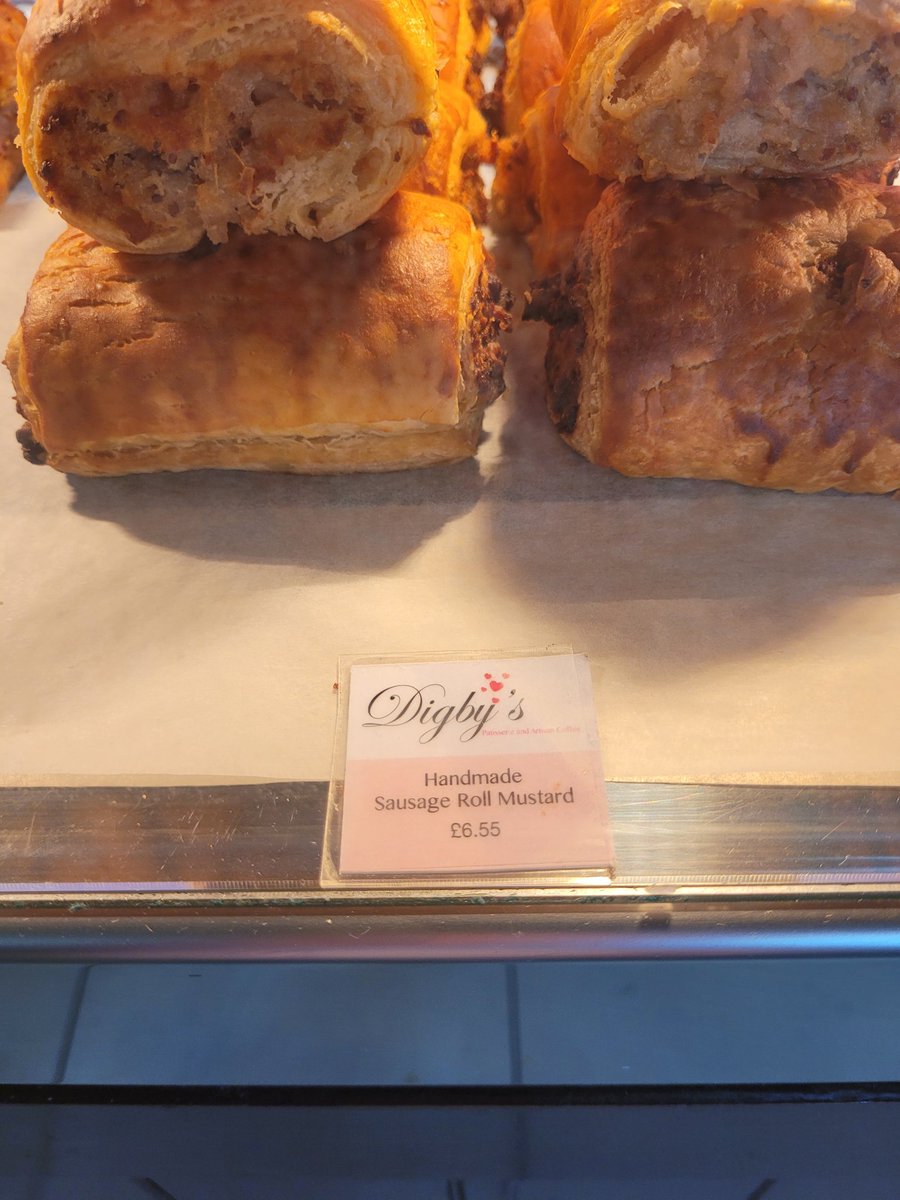 Digby's
Patisserie and Artisan Coffee
Handmade
Sausage Roll Mustard
£6.55